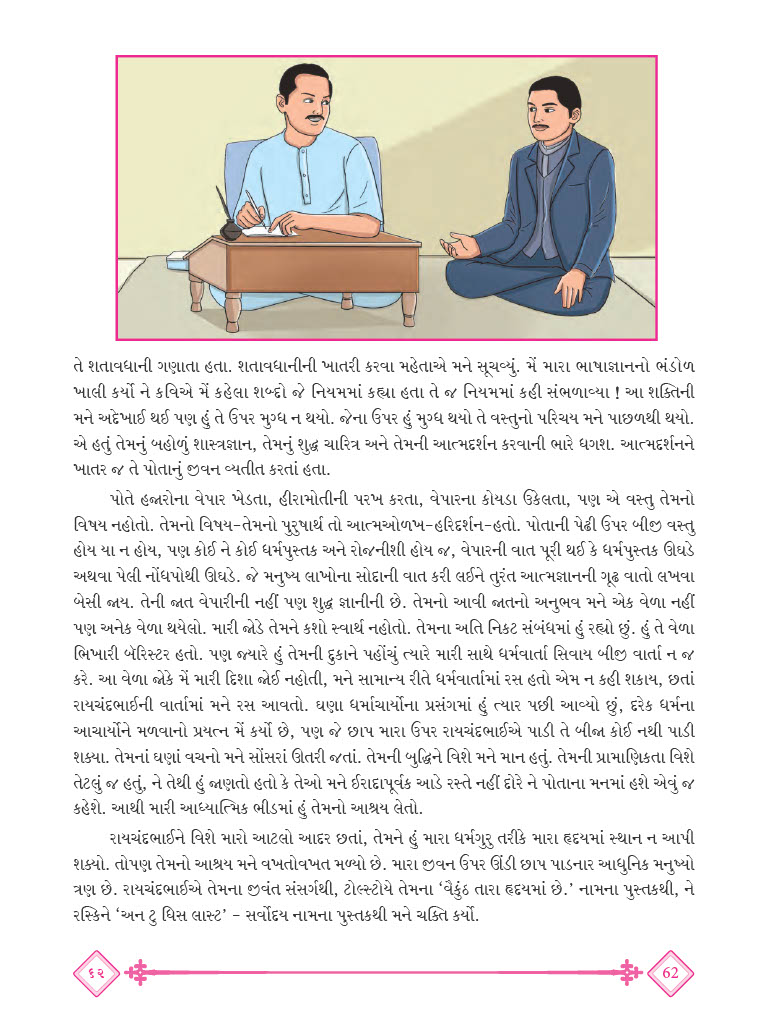 તે શતાવધાની ગણાતા હતા. શતાવધાનીની ખાતરી કરવા મહેતાએ મને સૂચવ્યું. મેં મારા ભાષાજ્ઞાનનો ભંડોળ
ખાલી કર્યો ને કવિએ મેં કહેલા શબ્દો જે નિયમમાં કહ્યા હતા તે જ નિયમમાં કહી સંભળાવ્યા ! આ શક્તિની
મને અદેખાઈ થઈ પણ હું તે ઉપર મુગ્ધ ન થયો. જેના ઉપર હું મુગ્ધ થયો તે વસ્તુનો પરિચય મને પાછળથી થયો.
એ હતું તેમનું બહોળું શાસ્ત્રજ્ઞાન, તેમનું શુદ્ધ ચારિત્ર અને તેમની આત્મદર્શન કરવાની ભારે ધગશ. આત્મદર્શનને
ખાતર જ તે પોતાનું જીવન વ્યતીત કરતાં હતા.
પોતે હજારોના વેપાર ખેડતા, હીરામોતીની પરખ કરતા, વેપારના કોયડા ઉકેલતા, પણ એ વસ્તુ તેમનો
વિષય નહોતો. તેમનો વિષય-તેમનો પુરુષાર્થ તો આત્મઓળખ-હરિદર્શન-હતો. પોતાની પેઢી ઉપર બીજી વસ્તુ
હોય યા ન હોય, પણ કોઈ ને કોઈ ધર્મપુસ્તક અને રોજનીશી હોય જ, વેપારની વાત પૂરી થઈ કે ધર્મપુસ્તક ઊઘડે
અથવા પેલી નોંધપોથી ઊઘડે. જે મનુષ્ય લાખોના સોદાની વાત કરી લઈને તુરંત આત્મજ્ઞાનની ગૂઢ વાતો લખવા
બેસી જાય. તેની જાત વેપારીની નહીં પણ શુદ્ધ જ્ઞાનીની છે. તેમનો આવી જાતનો અનુભવ મને એક વેળા નહીં
પણ અનેક વેળા થયેલો. મારી જોડે તેમને કશો સ્વાર્થ નહોતો. તેમના અતિ નિકટ સંબંધમાં હું રહ્યો છું. હું તે વેળા
ભિખારી બૅરિસ્ટર હતો. પણ જ્યારે હું તેમની દુકાને પહોંચું ત્યારે મારી સાથે ધર્મવાર્તા સિવાય બીજી વાર્તા ન જ
કરે. આ વેળા જોકે મેં મારી દિશા જોઈ નહોતી, મને સામાન્ય રીતે ધર્મવાર્તામાં રસ હતો એમ ન કહી શકાય, છતાં
રાયચંદભાઈની વાર્તામાં મને રસ આવતો. ઘણા ધર્માચાર્યોના પ્રસંગમાં હું ત્યાર પછી આવ્યો છું, દરેક ધર્મના
આચાર્યોને મળવાનો પ્રયત્ન મેં કર્યો છે, પણ જે છાપ મારા ઉપર રાયચંદભાઈએ પાડી તે બીજા કોઈ નથી પાડી
શક્યા. તેમનાં ઘણાં વચનો મને સોંસરાં ઊતરી જતાં. તેમની બુદ્ધિને વિશે મને માન હતું. તેમની પ્રામાણિકતા વિશે
તેટલું જ હતું, ને તેથી હું જાણતો હતો કે તેઓ મને ઈરાદાપૂર્વક આડે રસ્તે નહીં દોરે ને પોતાના મનમાં હશે એવું જ
કહેશે. આથી મારી આધ્યાત્મિક ભીડમાં હું તેમનો આશ્રય લેતો.
રાયચંદભાઈને વિશે મારો આટલો આદર છતાં, તેમને હું મારા ધર્મગુરુ તરીકે મારા હૃદયમાં સ્થાન ન આપી
શક્યો. તોપણ તેમનો આશ્રય મને વખતોવખત મળ્યો છે. મારા જીવન ઉપર ઊંડી છાપ પાડનાર આધુનિક મનુષ્યો
ત્રણ છે. રાયચંદભાઈએ તેમના જીવંત સંસર્ગથી, ટોલ્સ્ટોયે તેમના ‘વૈકુંઠ તારા હૃદયમાં છે.’ નામના પુસ્તકથી, ને
રસ્કિને ‘અન ટુ ધિસ લાસ્ટ’ - સર્વોદય નામના પુસ્તકથી મને ચક્તિ કર્યો.
૬૨
62